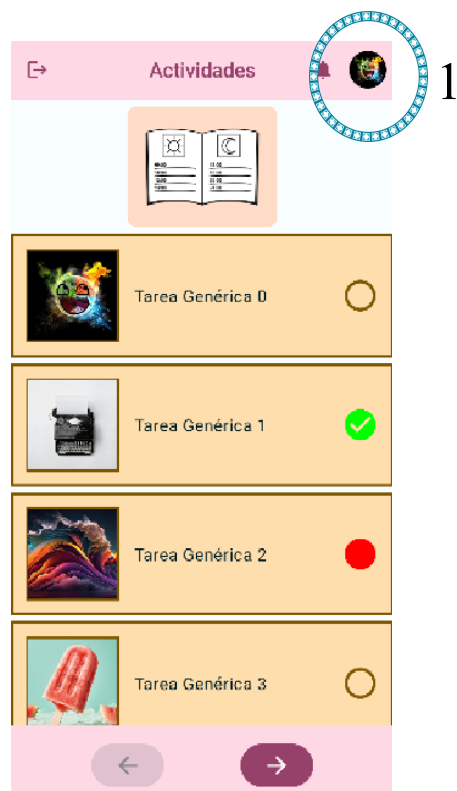 Actividades
1
Tarea Genérica 0
Tarea Genérica 1
Tarea Genérica 2
Tarea Genérica 3